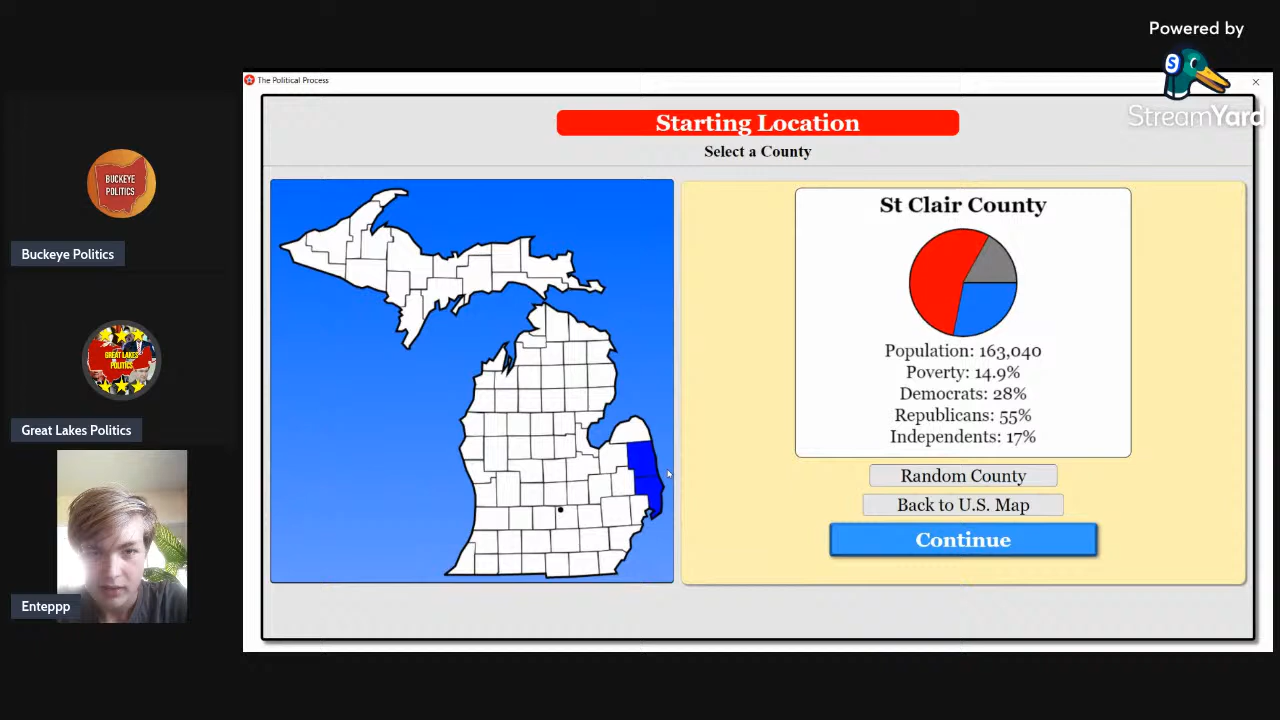 Powered by
S
StreamYard
The Political Process
Starting Location
Select a County
St Clair County
Population: 163,040
Poverty: 14.9%
Democrats: 28%
Republicans: 55%
Independents: 17%
Random County
Back to U.S. Map
Continue
BUCKEYE
POLITICS
Buckeye Politics
GREAT LAKES
POLITICS
Great Lakes Politics
Enteppp